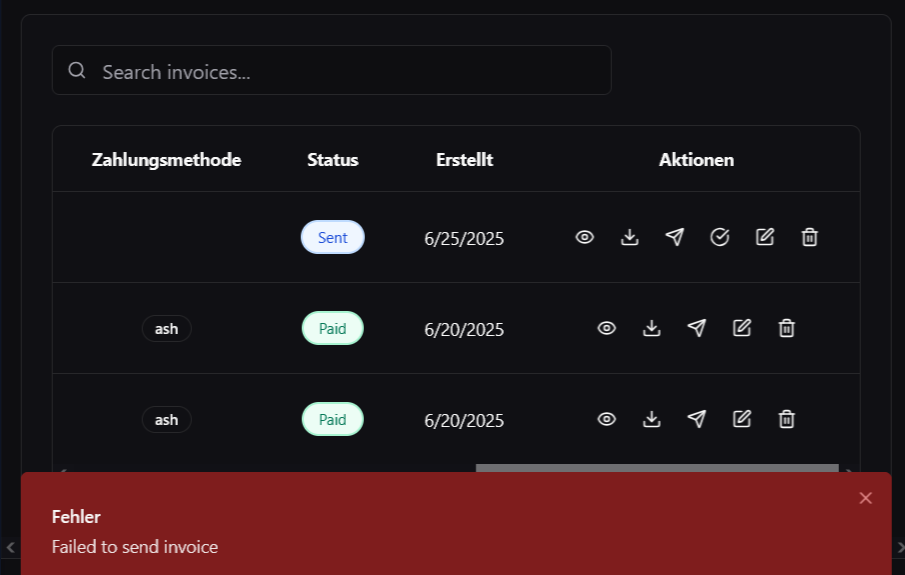 Search invoices...
Zahlungsmethode Status Erstellt Aktionen
Sent 6/25/2025
ash Paid 6/20/2025
ash Paid 6/20/2025
Fehler
Failed to send invoice